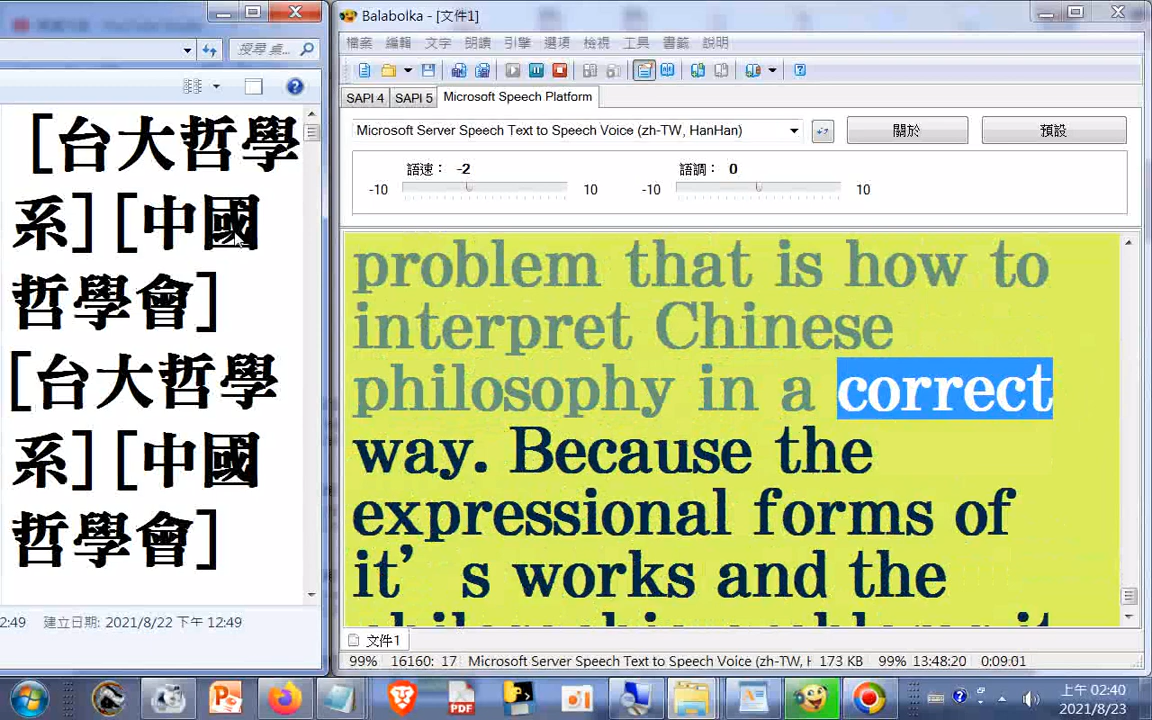 搜尋 桌...
[台大哲學
系] [中國
哲學會]
[台大哲學
系] [中國
哲學會]
2:49 建立日期: 2021/8/22 下午 12:49
Balabolka - [文件1]
檔案 編輯 文字 朗讀 引擎 選項 檢視 工具 書籤 說明
SAPI 4 SAPI 5 Microsoft Speech Platform
Microsoft Server Speech Text to Speech Voice (zh-TW, HanHan) 關於 預設
語速： -2 語調： 0
-10 10 -10 10
problem that is how to
interpret Chinese
philosophy in a correct
way. Because the
expressional forms of
it’s works and the
文件1
99% 16160: 17 Microsoft Server Speech Text to Speech Voice (zh-TW, H 173 KB 99% 13:48:20 0:09:01
PDF
上午 02:40
2021/8/23